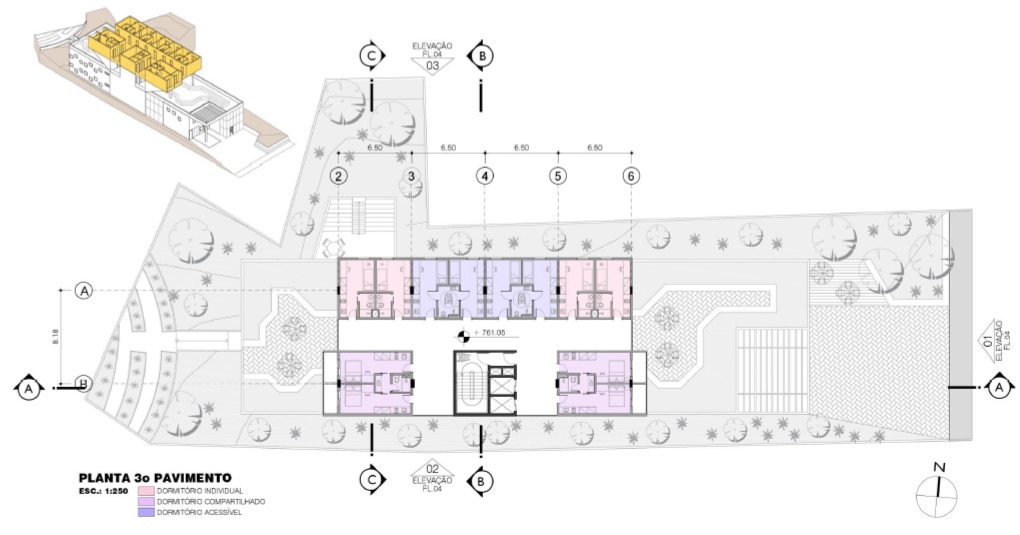 C
ELEVAÇÃO
FL.04
03
B
6.50
6.50
6.50
6.50
2
3
4
5
6
A
8.18
B
+ 761.05
01
ELEVAÇÃO
FL.04
A
A
C
02
ELEVAÇÃO
FL.04
B
N
PLANTA 3o PAVIMENTO
ESC.: 1:250
DORMITÓRIO INDIVIDUAL
DORMITÓRIO COMPARTILHADO
DORMITÓRIO ACESSÍVEL